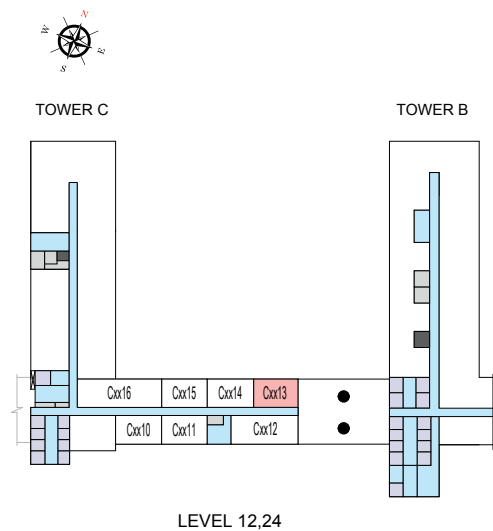 N
W
E
S
TOWER C
TOWER B
Cxx16
Cxx15
Cxx14
Cxx13
Cxx10
Cxx11
Cxx12
LEVEL 12,24